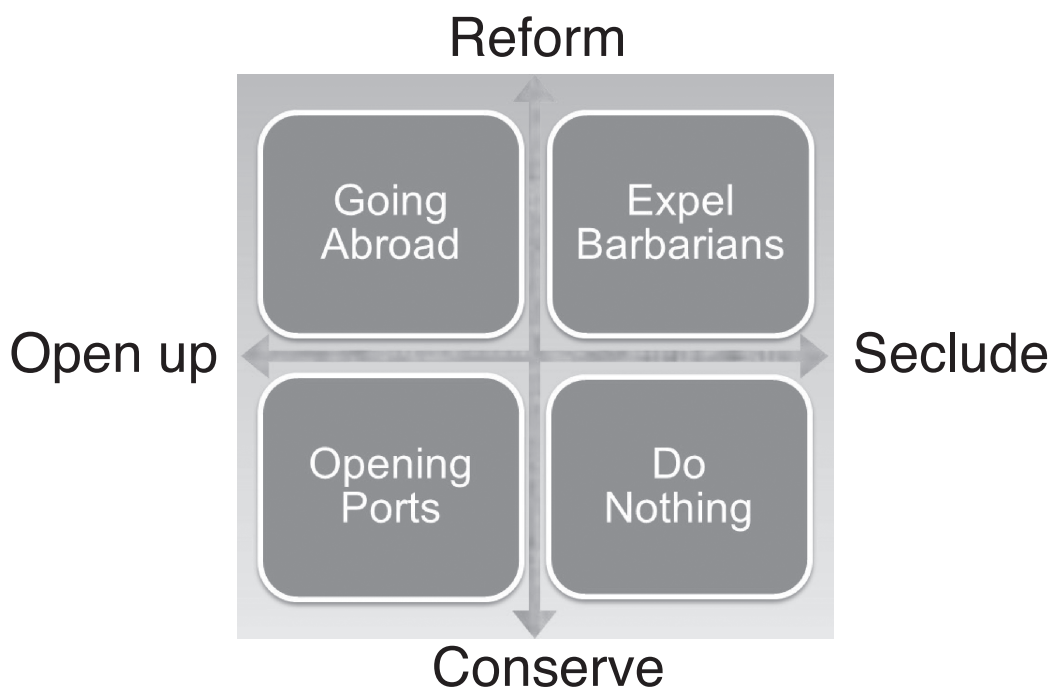 Reform
Going
Abroad
Expel
Barbarians
Open up
Seclude
Opening
Ports
Do
Nothing
Conserve